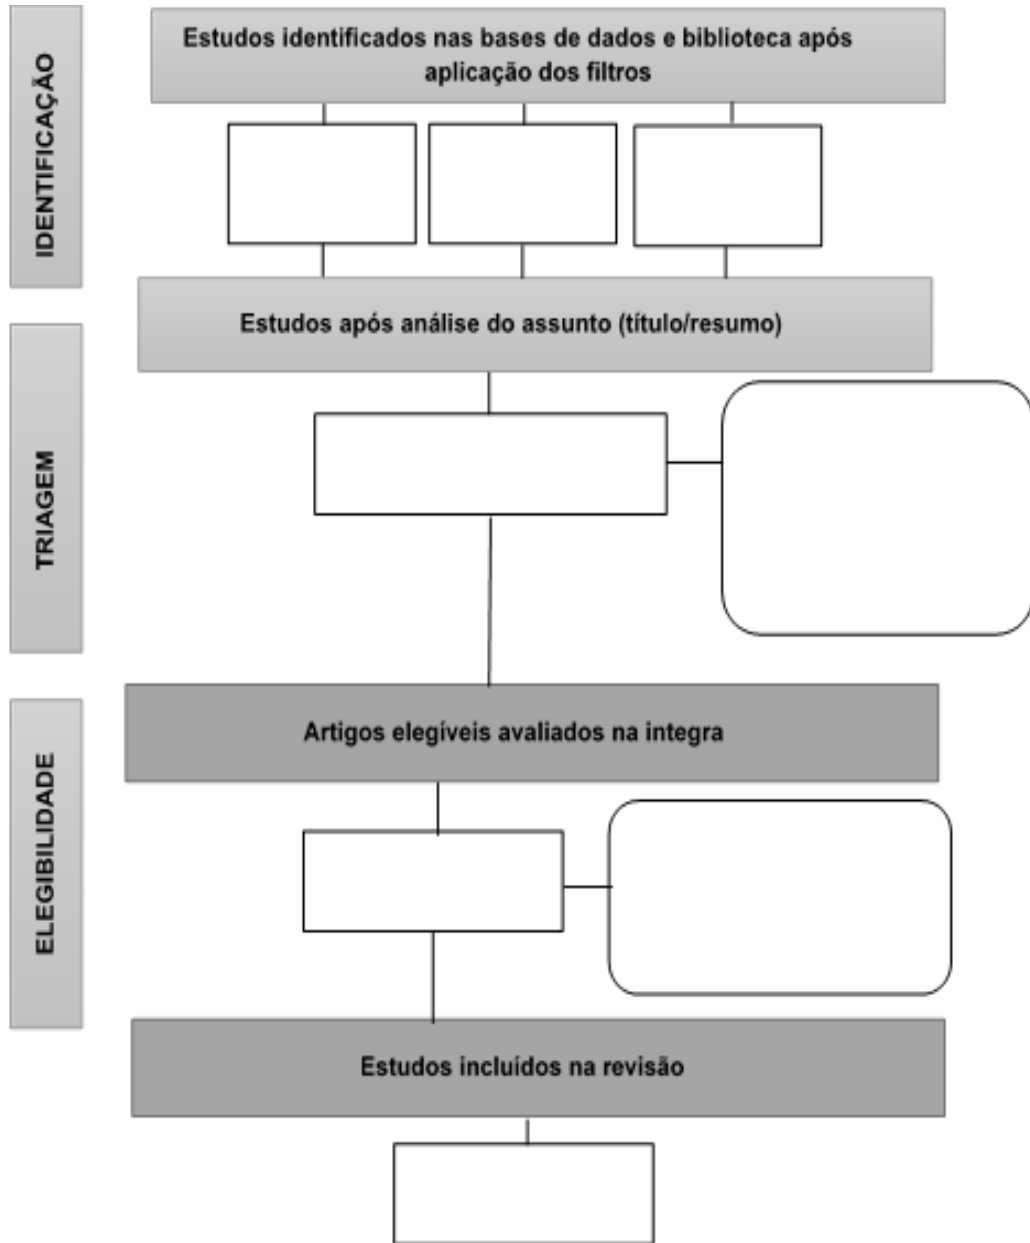 IDENTIFICAÇÃO
Estudos identificados nas bases de dados e biblioteca após
aplicação dos filtros
Estudos após análise do assunto (título/resumo)
TRIAGEM
Artigos elegíveis avaliados na integra
ELEGIBILIDADE
Estudos incluídos na revisão